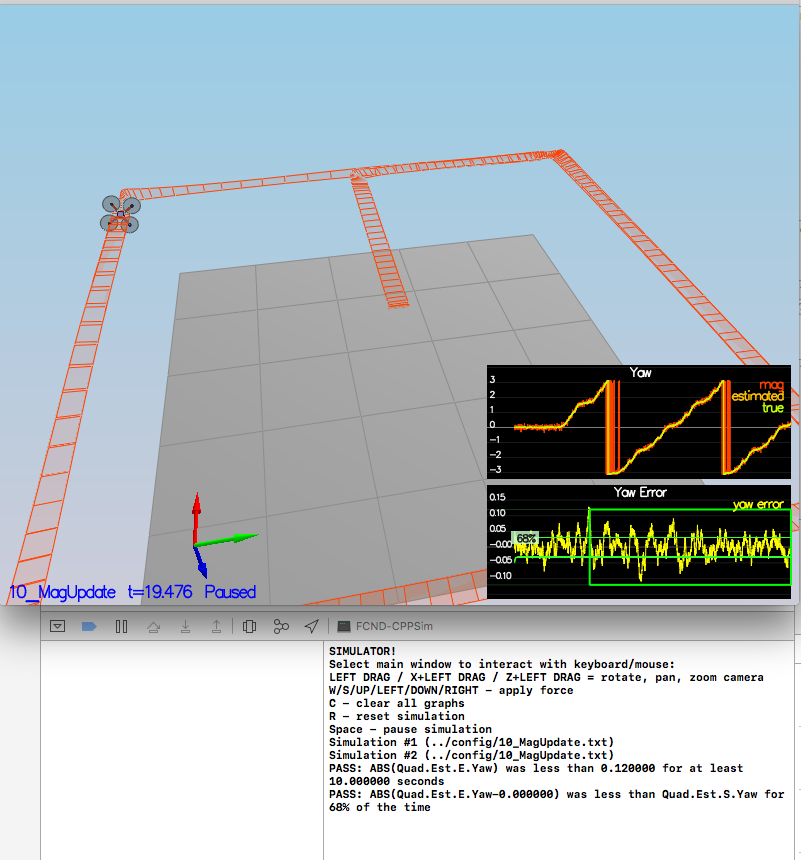 Yaw
3
mag
2
estimated
1
true
0
-1
-2
-3
Yaw Error
0.15
yaw error
0.10
0.05
68%
-0.00
-0.05
-0.10
10_MagUpdate t=19.476 Paused
FCND-CPPSim
SIMULATOR!
Select main window to interact with keyboard/mouse:
LEFT DRAG / X+LEFT DRAG / Z+LEFT DRAG = rotate, pan, zoom camera
W/S/UP/LEFT/DOWN/RIGHT - apply force
C - clear all graphs
R - reset simulation
Space - pause simulation
Simulation #1 (../config/10_MagUpdate.txt)
Simulation #2 (../config/10_MagUpdate.txt)
PASS: ABS(Quad.Est.E.Yaw) was less than 0.120000 for at least
10.000000 seconds
PASS: ABS(Quad.Est.E.Yaw-0.000000) was less than Quad.Est.S.Yaw for
68% of the time